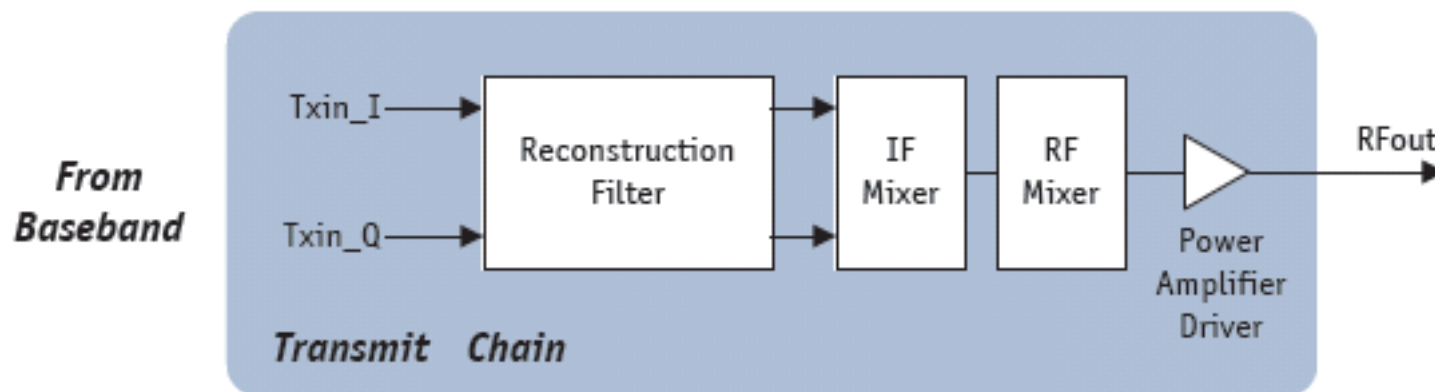 From
Baseband
Txin_I
Txin_Q
Reconstruction
Filter
IF
Mixer
RF
Mixer
Power
Amplifier
Driver
RFout
Transmit Chain